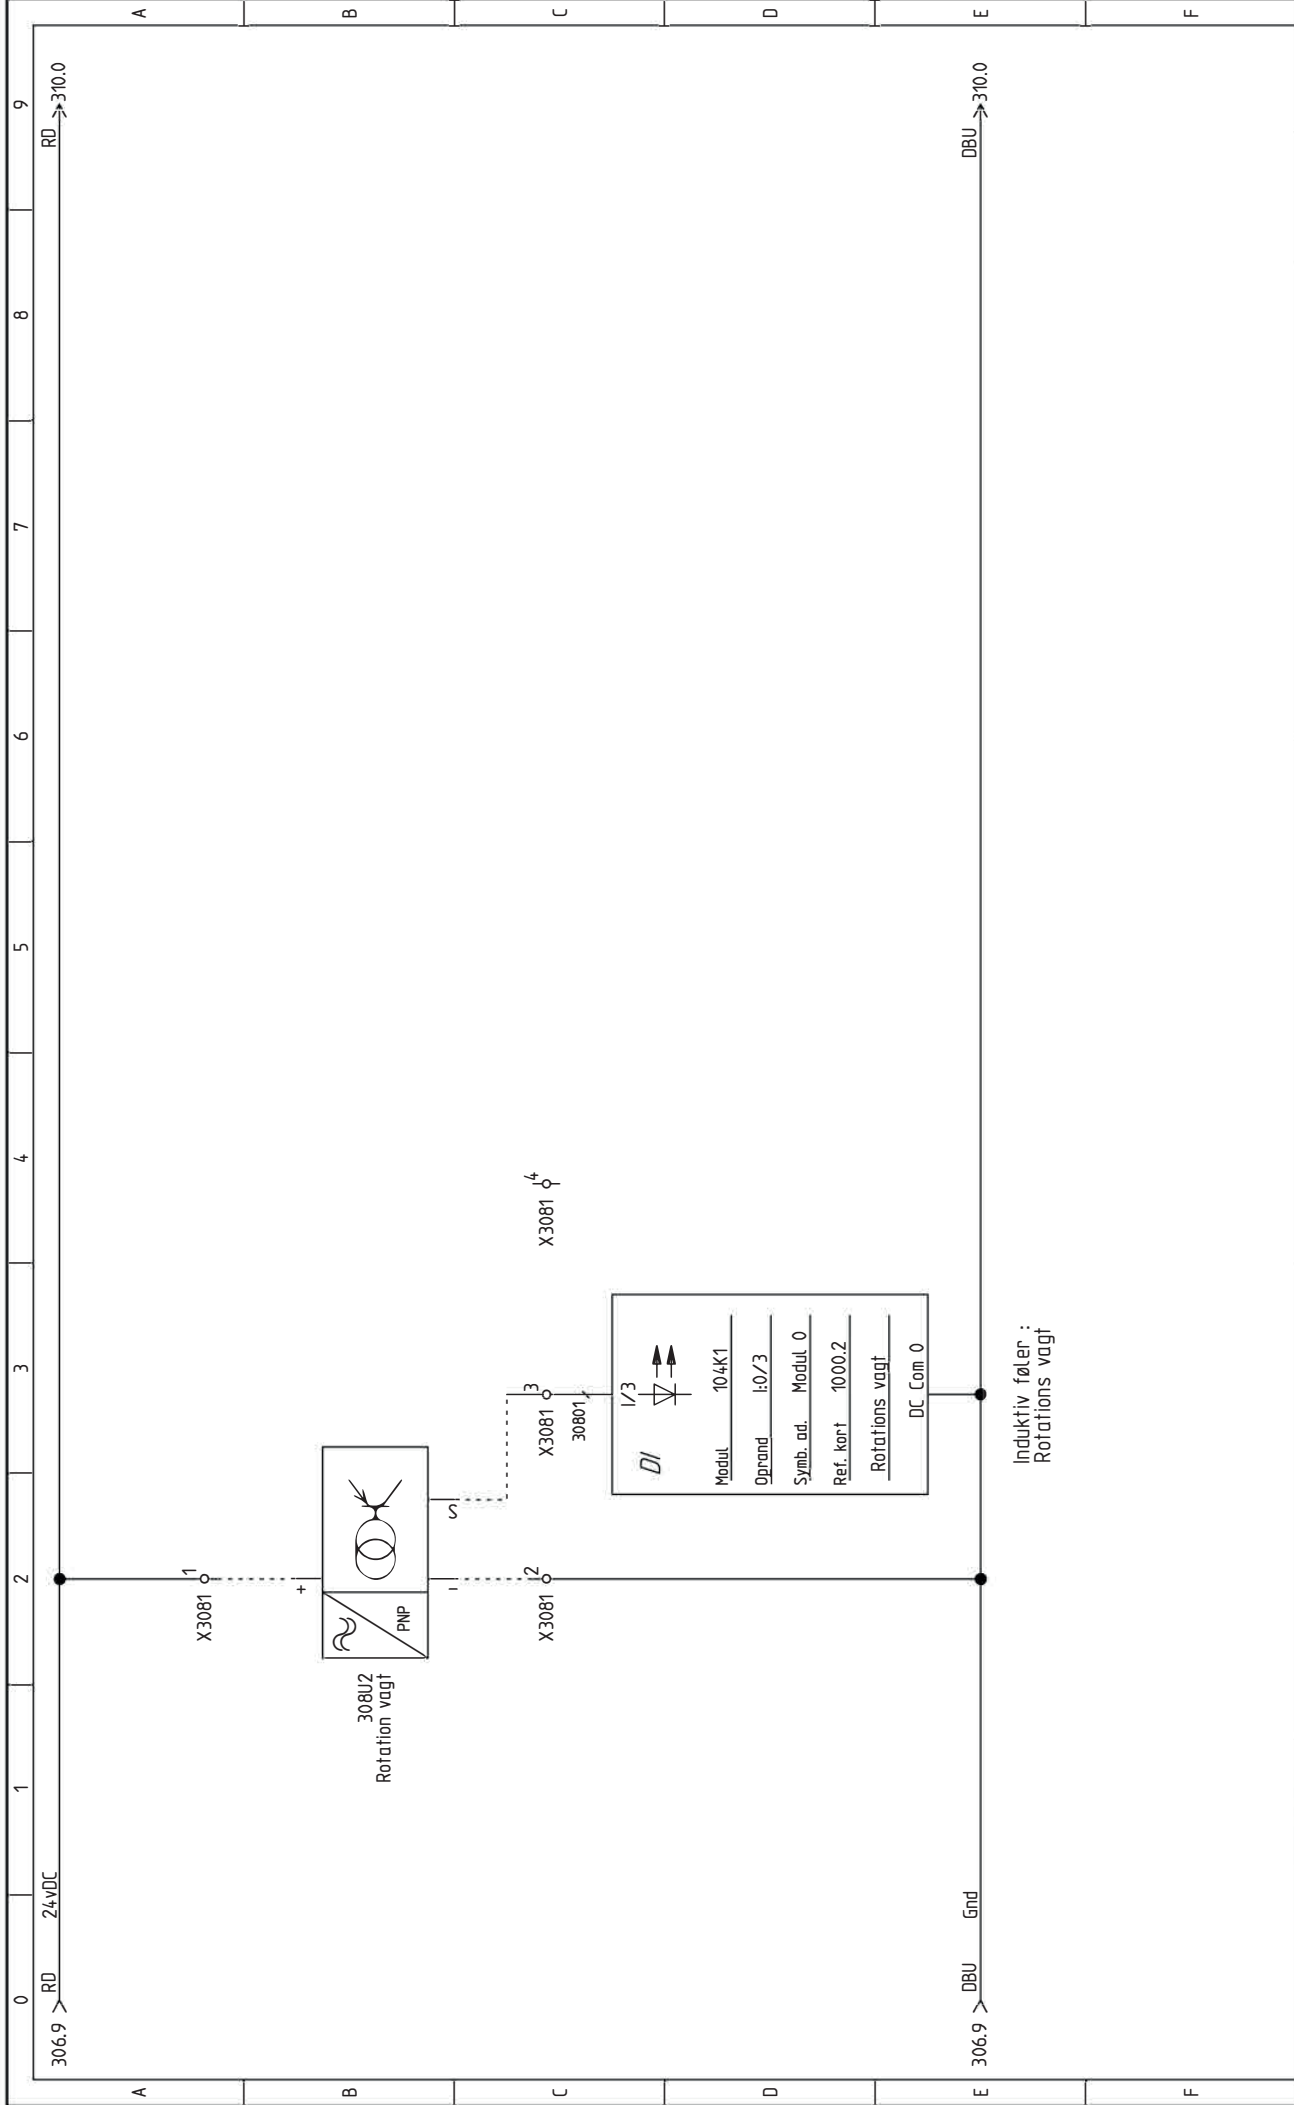 0 1 2 3 4 5 6 7 8 9
A A
306.9 RD 24vDC RD 310.0
X3081 1
B B
+
308U2
Rotation vagt
PNP
- S
C C
X3081 2
X3081 3
X3081 4
30801
D D
DI I/3
Modul 104K1
Oprand I:0/3
Symb. ad. Modul 0
Ref. kort 1000.2
Rotations vagt
DC Com 0
E E
306.9 DBU Gnd DBU 310.0
Induktiv føler :
Rotations vagt
F F